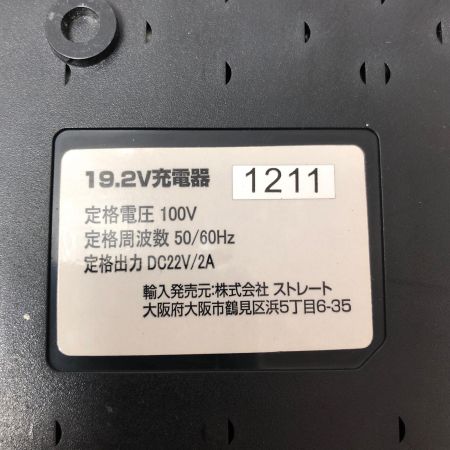 19.2V充電器 1211
定格電圧 100V
定格周波数 50/60Hz
定格出力 DC22V/2A
輸入発売元:株式会社 ストレート
大阪府大阪市鶴見区浜5丁目6-35